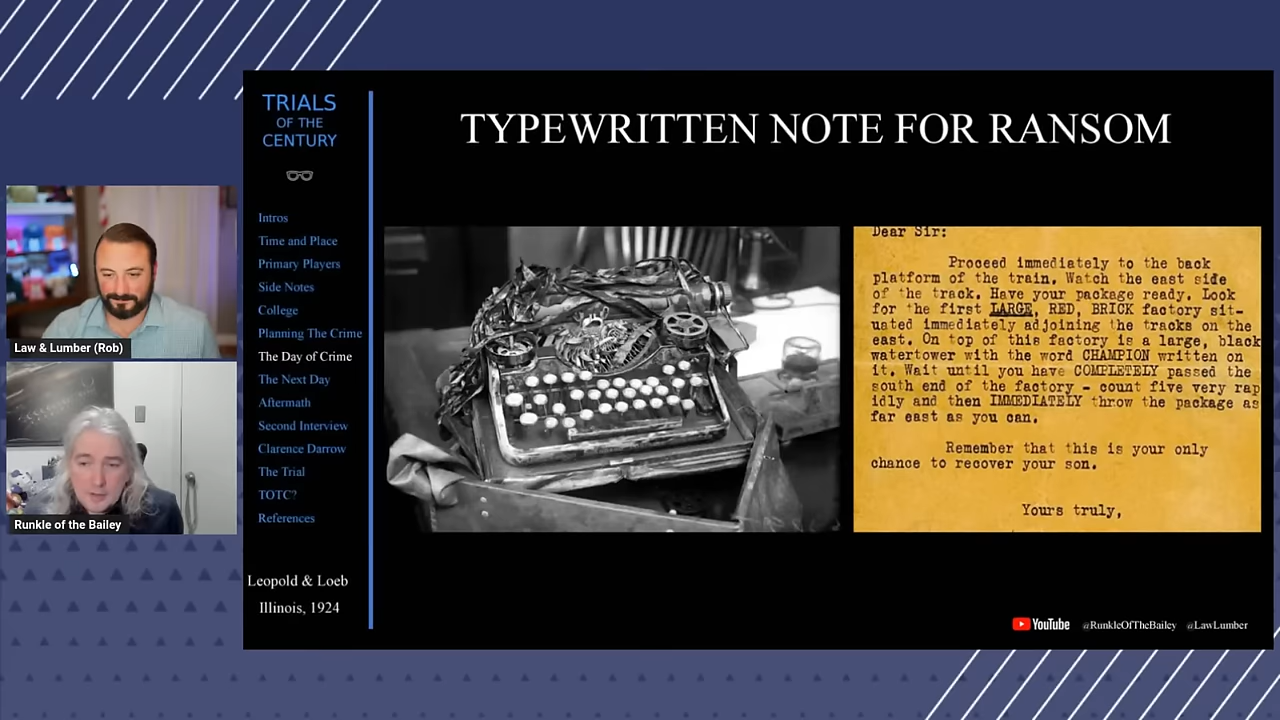 TRIALS
OF THE
CENTURY
Intros
Time and Place
Primary Players
Side Notes
College
Planning The Crime
The Day of Crime
The Next Day
Aftermath
Second Interview
Clarence Darrow
The Trial
TOTC?
References
Leopold & Loeb
Illinois, 1924
TYPEWRITTEN NOTE FOR RANSOM
Dear Sir:
Proceed immediately to the back
platform of the train. Watch the east side
of the track. Have your package ready. Look
for the first LARGE, RED, BRICK factory sit-
uated immediately adjoining the tracks on the
east. On top of this factory is a large, black
watertower with the word CHAMPION written on
it. Wait until you have COMPLETELY passed the
south end of the factory - count five very rap
idly and then IMMEDIATELY throw the package as
far east as you can.
Remember that this is your only
chance to recover your son.
Yours truly,
YouTube @RunkleOfTheBailey @LawLumber
Law & Lumber (Rob)
Runkle of the Bailey